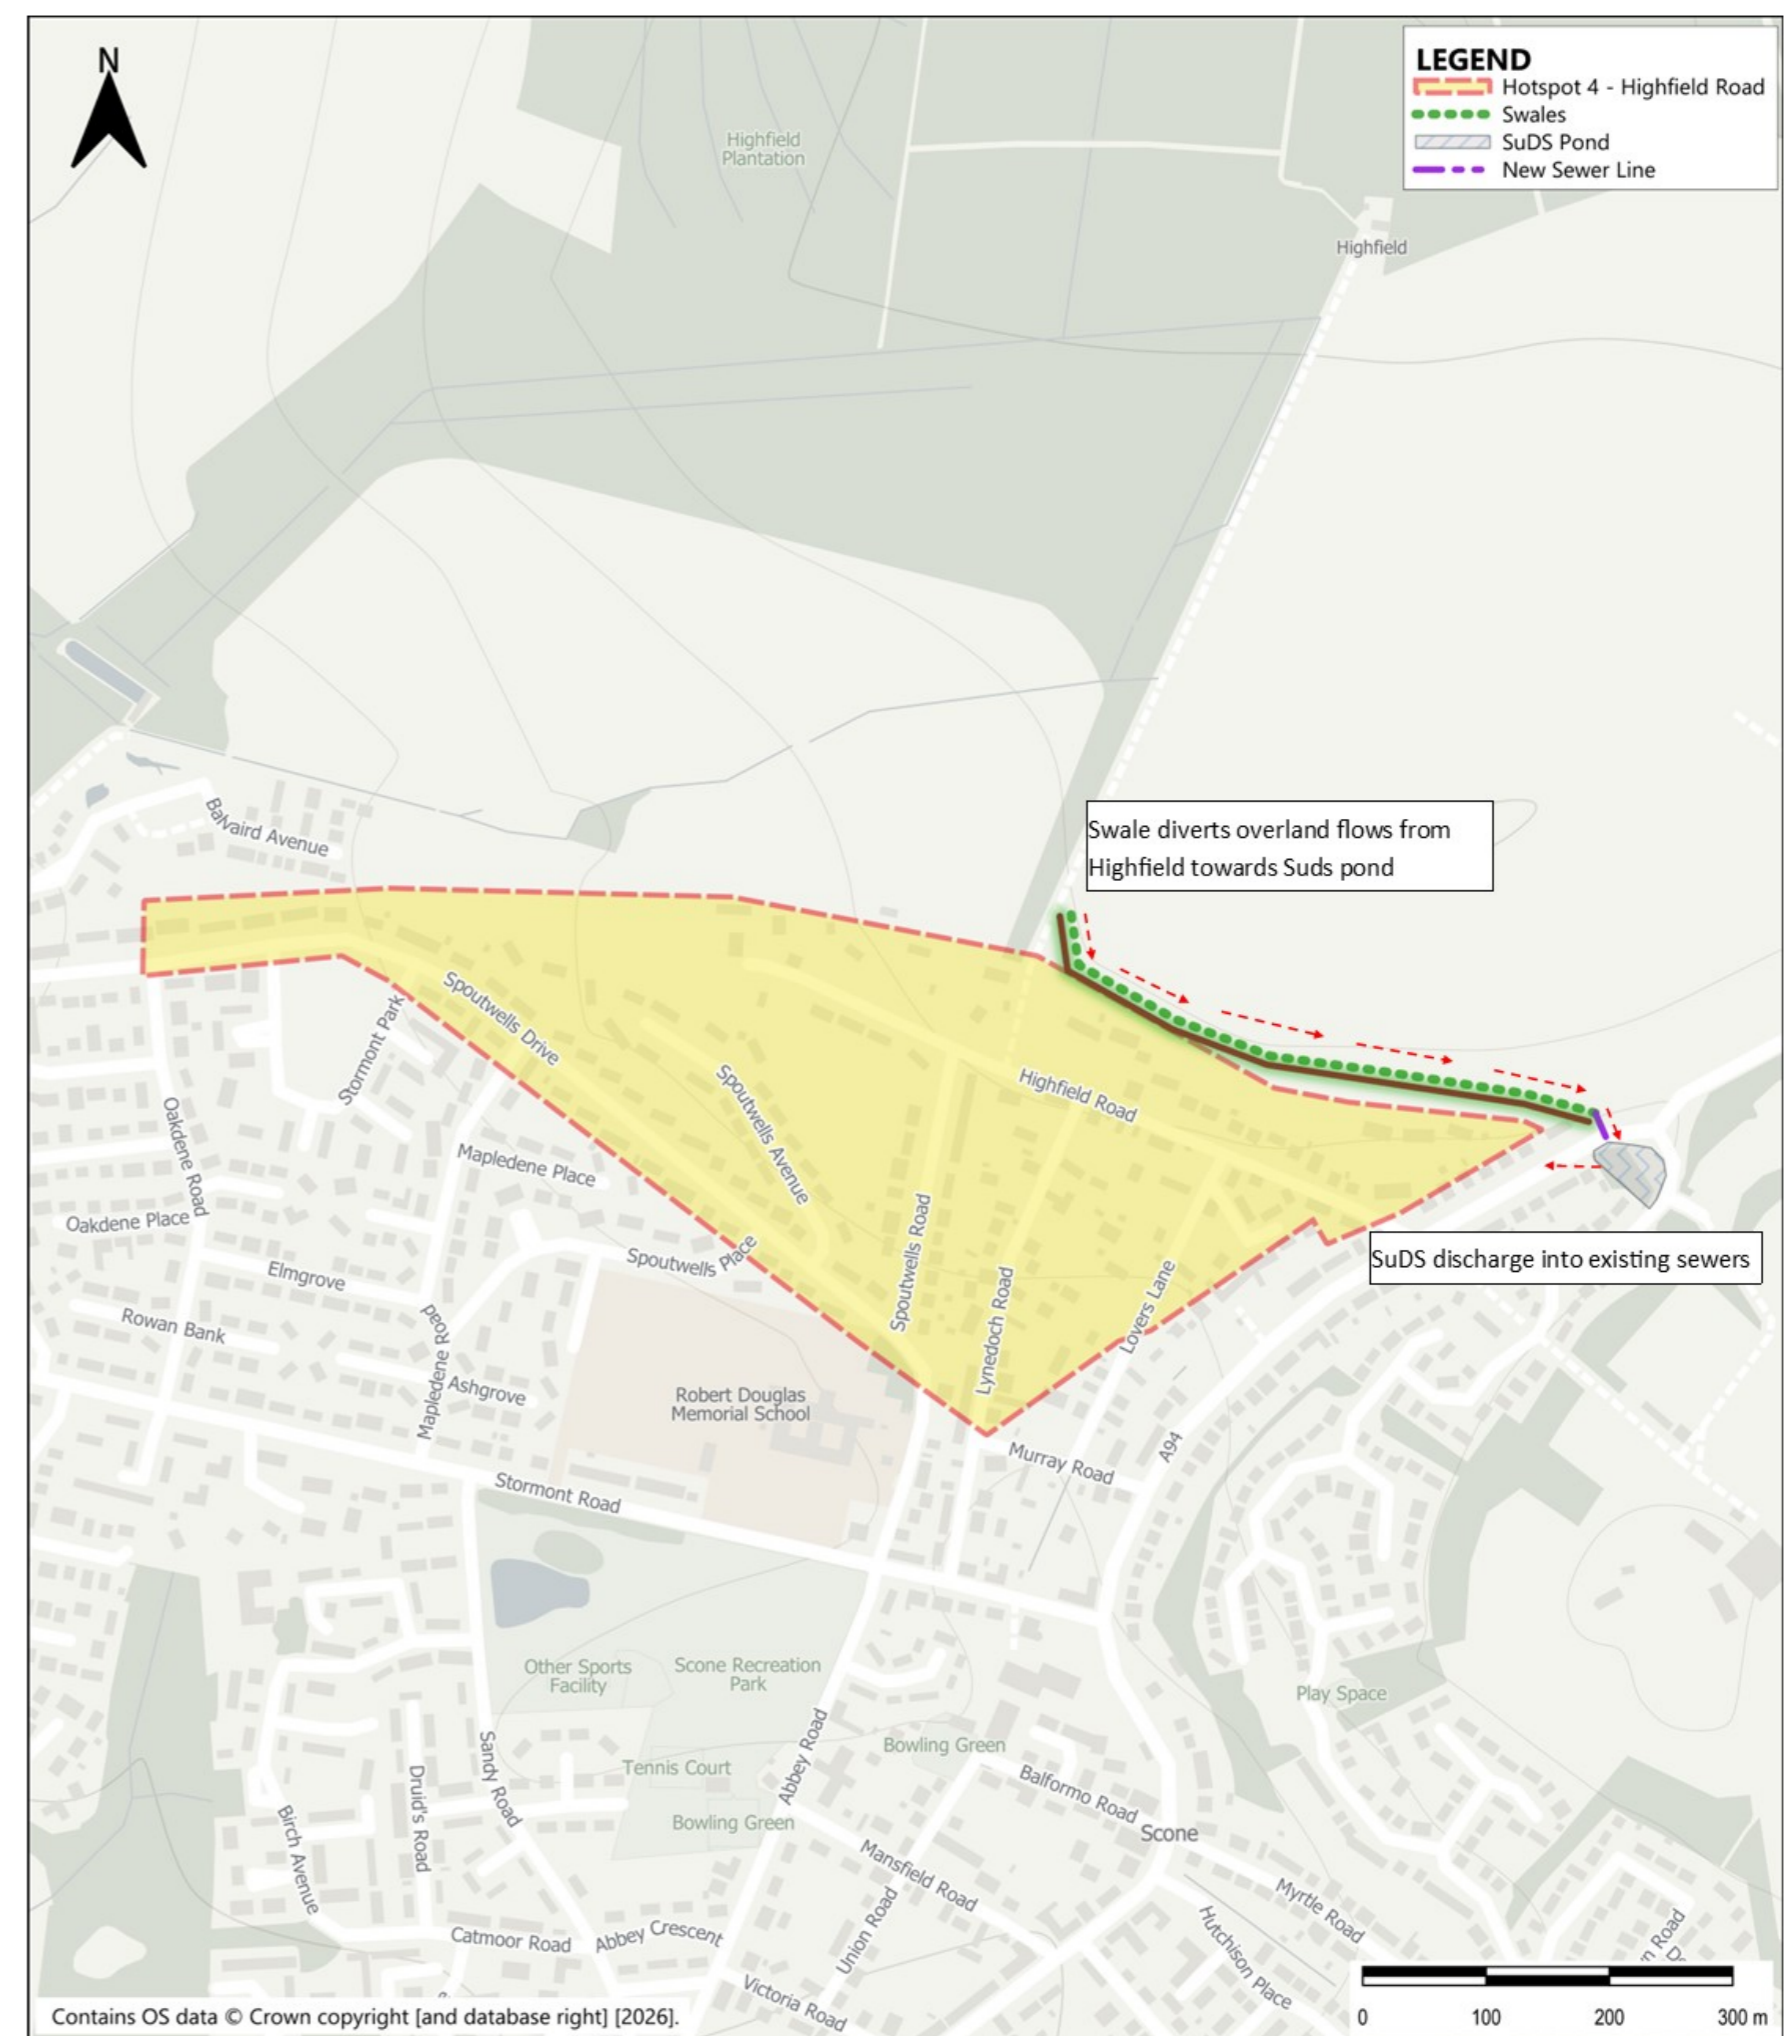 N
LEGEND
Hotspot 4 - Highfield Road
Swales
SuDS Pond
New Sewer Line
Highfield
Plantation
Highfield
Balvaird Avenue
Swale diverts overland flows from
Highfield towards Suds pond
Spoutwells Drive
Stormont Park
Spoutwells Avenue
Highfield Road
Oakdene Road
Mapledene Place
Oakdene Place
Spoutwells Place
Spoutwells Road
Lynedoch Road
Lovers Lane
SuDS discharge into existing sewers
Elmgrove
Rowan Bank
Mapledene Road
Ashgrove
Robert Douglas
Memorial School
Murray Road
A94
Stormont Road
Other Sports
Facility
Scone Recreation
Park
Play Space
Sandy Road
Abbey Road
Bowling Green
Tennis Court
Druid's Road
Balformo Road
Bowling Green
Scone
Birch Avenue
Mansfield Road
Myrtle Road
Union Road
Hutchison Place
Catmoor Road
Abbey Crescent
n Road
Victoria Road
Contains OS data © Crown copyright [and database right] [2026].
0 100 200 300 m